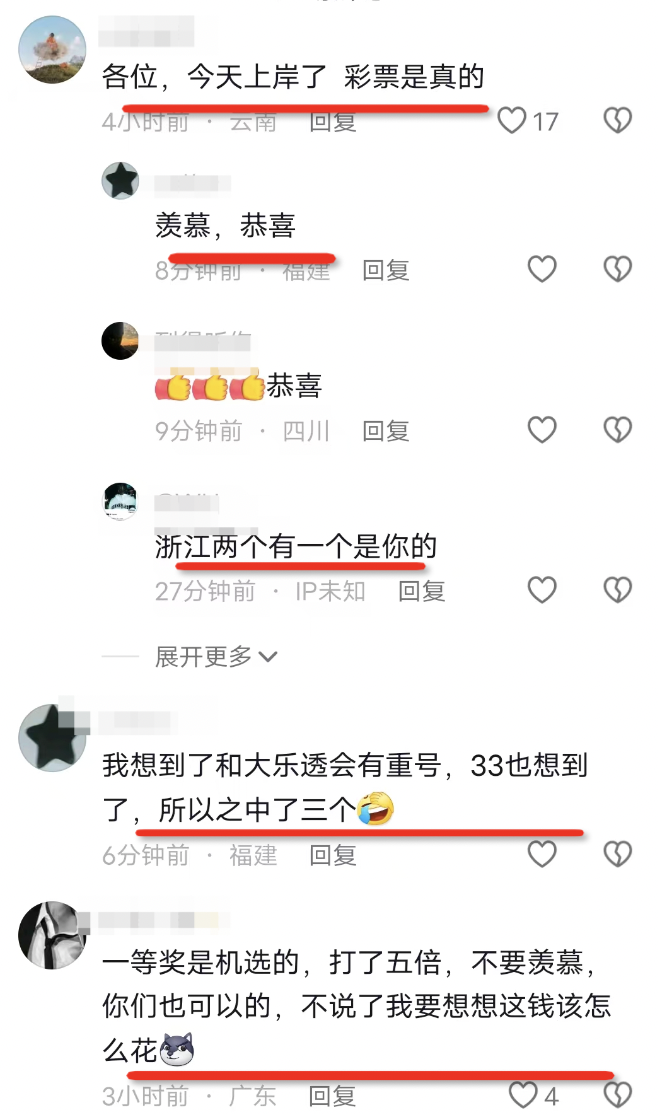 各位，今天上岸了 彩票是真的
4小时前 · 云南 回复 17
羡慕，恭喜
8分钟前 · 福建 回复
恭喜
9分钟前 · 四川 回复
浙江两个有一个是你的
27分钟前 · IP未知 回复
展开更多
我想到了和大乐透会有重号，33也想到
了，所以之中了三个
6分钟前 · 福建 回复
一等奖是机选的，打了五倍，不要羡慕，
你们也可以的，不说了我要想想这钱该怎
么花
3小时前 · 广东 回复 4